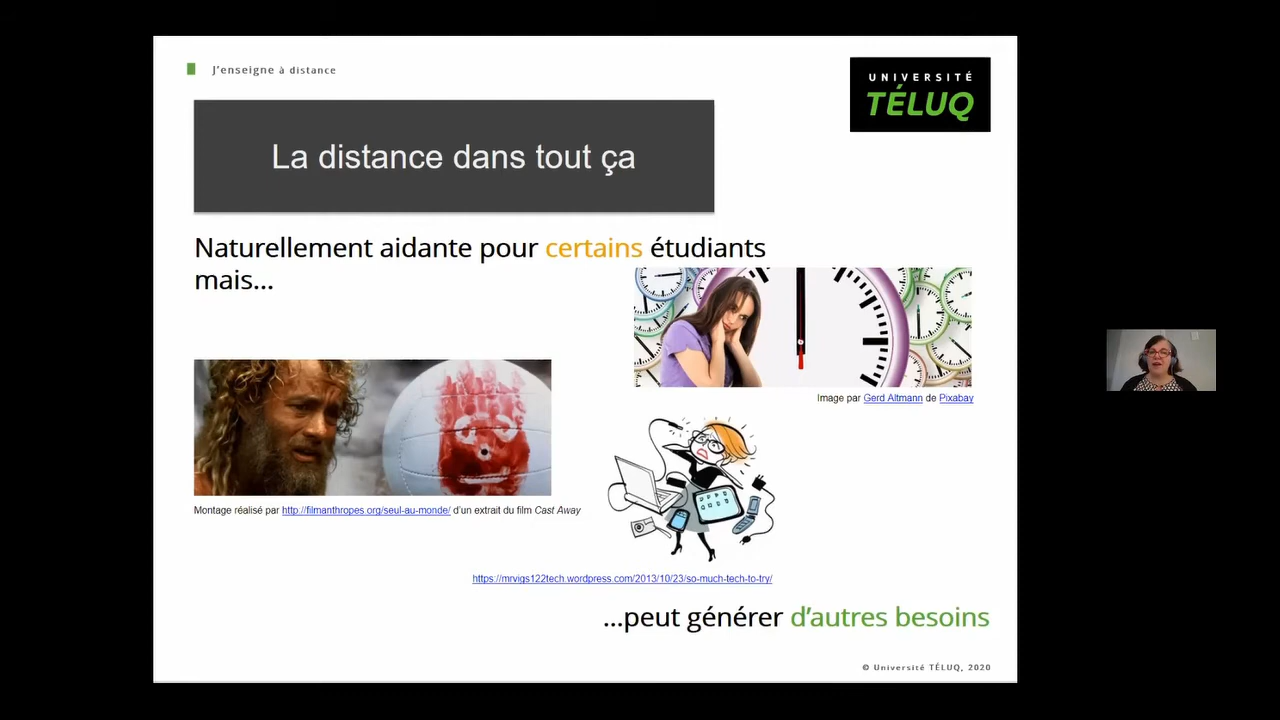 J'enseigne à distance
UNIVERSITÉ
TÉLUQ
La distance dans tout ça
Naturellement aidante pour certains étudiants
mais...
Image par Gerd Altmann de Pixabay
Montage réalisé par http://filmanthropes.org/seul-au-monde/ d'un extrait du film Cast Away
https://mrvigs122tech.wordpress.com/2013/10/23/so-much-tech-to-try/
...peut générer d'autres besoins
© Université TÉLUQ, 2020